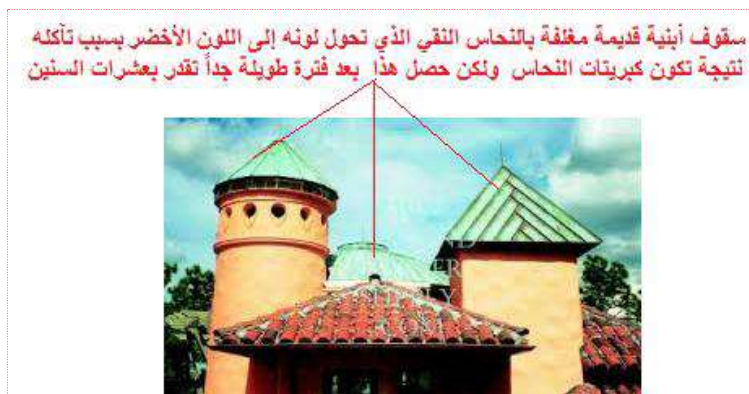 سقوف أبنية قديمة مغلفة بالنحاس النقي الذي تحول لونه إلى اللون الأخضر بسبب تآكله
نتيجة تكون كبريتات النحاس ولكن حصل هذا بعد فترة طويلة جداً تقدر بعشرات السنين